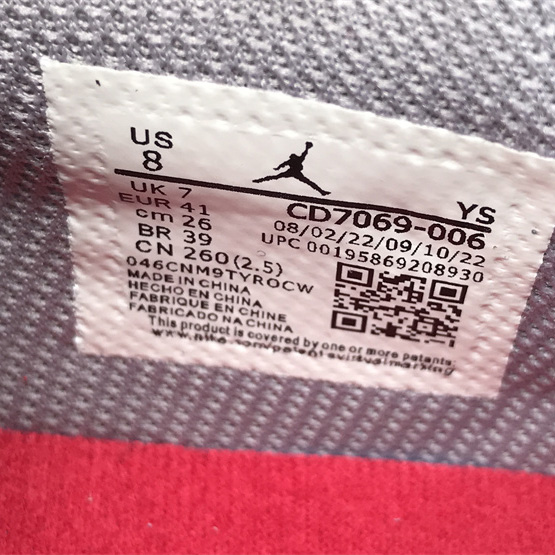 US
8
YS
UK 7
EUR 41
cm 26
BR 39
CN 260(2.5)
CD7069-006
08/02/22/09/10/22
UPC 00195869208930
046CNM9TYROCW
MADE IN CHINA
HECHO EN CHINA
FABRIQUE EN CHINE
FABRICADO NA CHINA
This product is covered by one or more patents: